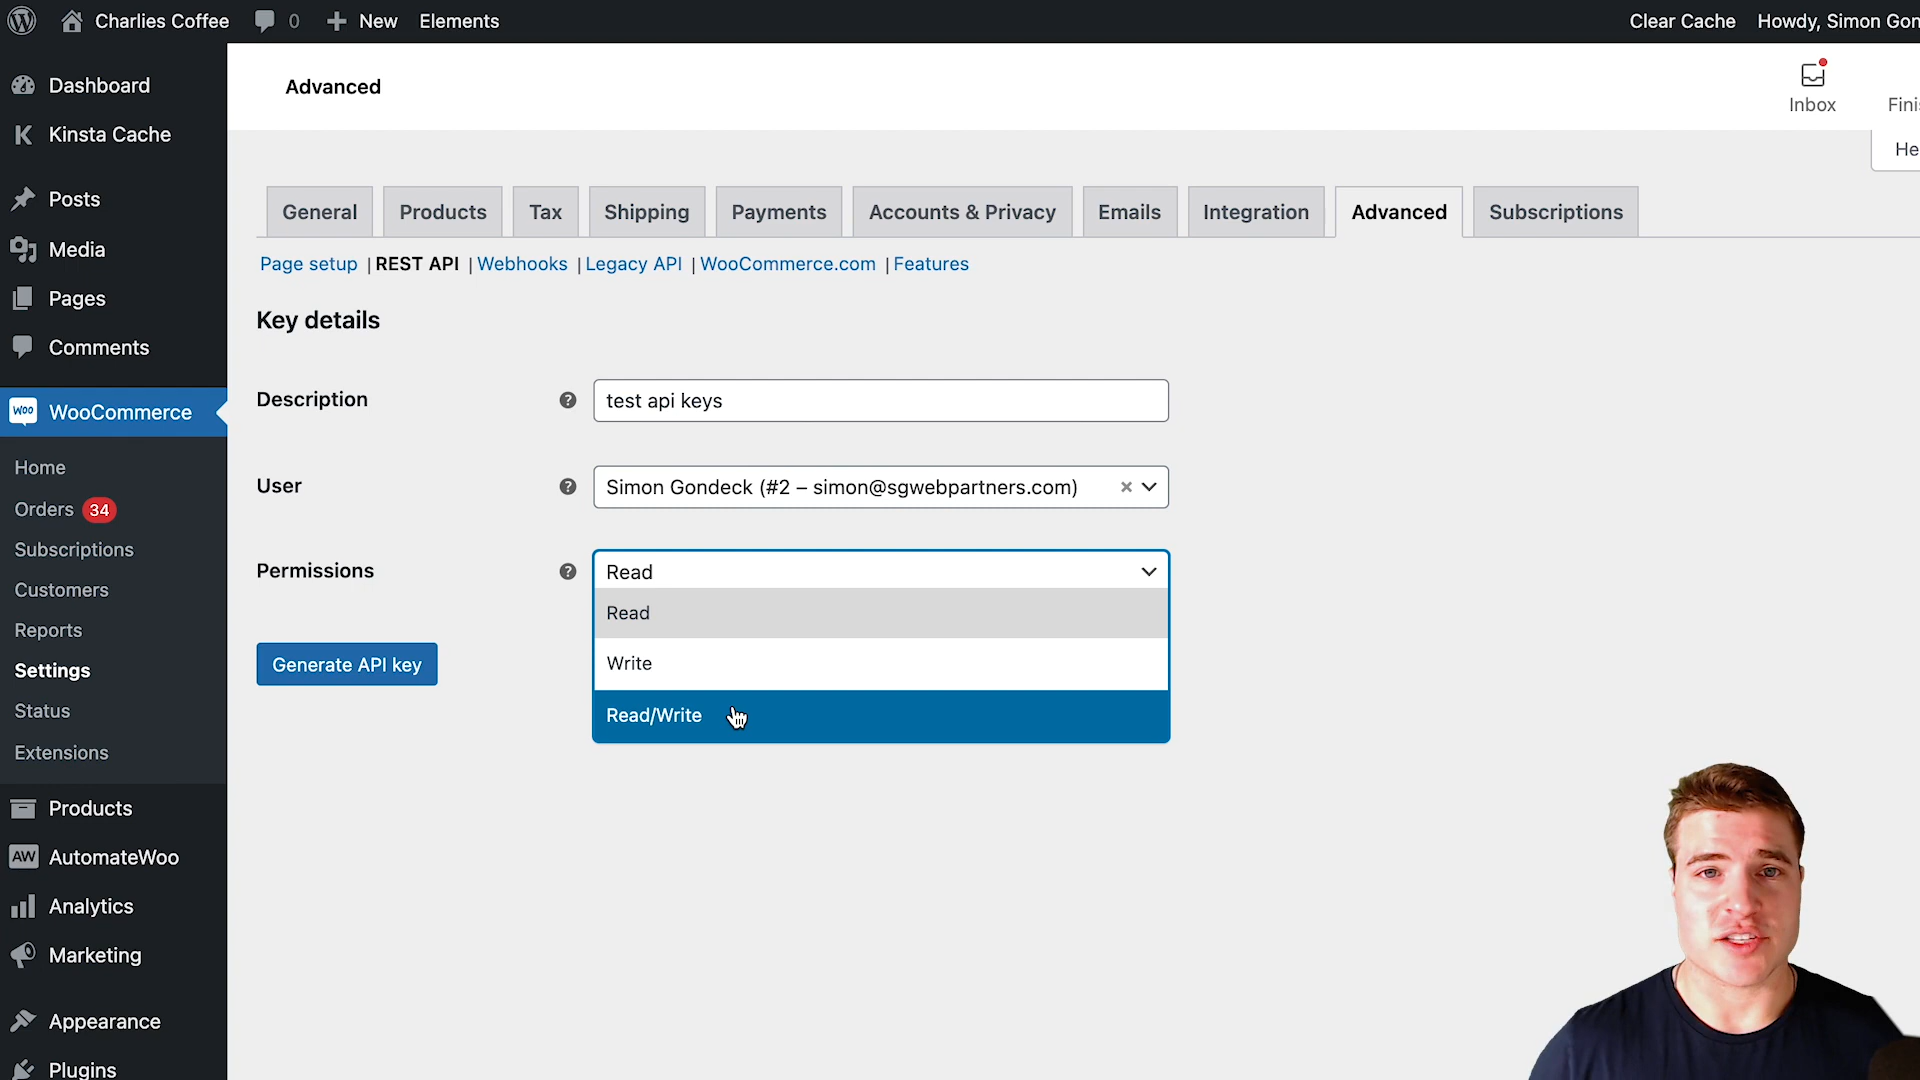 Charlies Coffee 0 New Elements Clear Cache Howdy, Simon Gon
Dashboard
Kinsta Cache
Posts
Media
Pages
Comments
woo WooCommerce
Home
Orders 34
Subscriptions
Customers
Reports
Settings
Status
Extensions
Products
AW AutomateWoo
Analytics
Marketing
Appearance
Plugins
Advanced
Inbox
Fini
He
General Products Tax Shipping Payments Accounts & Privacy Emails Integration Advanced Subscriptions
Page setup | REST API | Webhooks | Legacy API | WooCommerce.com | Features
Key details
Description ? test api keys
User ? Simon Gondeck (#2 – simon@sgwebpartners.com) ×
Permissions ? Read
Read
Write
Read/Write
Generate API key